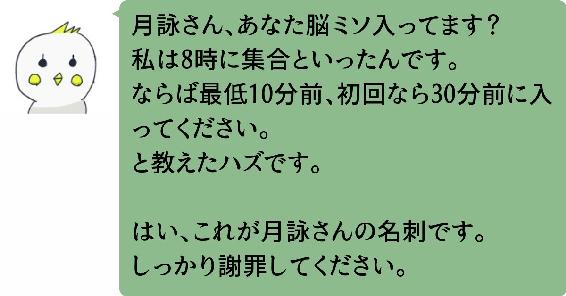 月詠さん、あなた脳ミソ入ってます？
私は8時に集合といったんです。
ならば最低10分前、初回なら30分前に入
ってください。
と教えたハズです。
はい、これが月詠さんの名刺です。
しっかり謝罪してください。